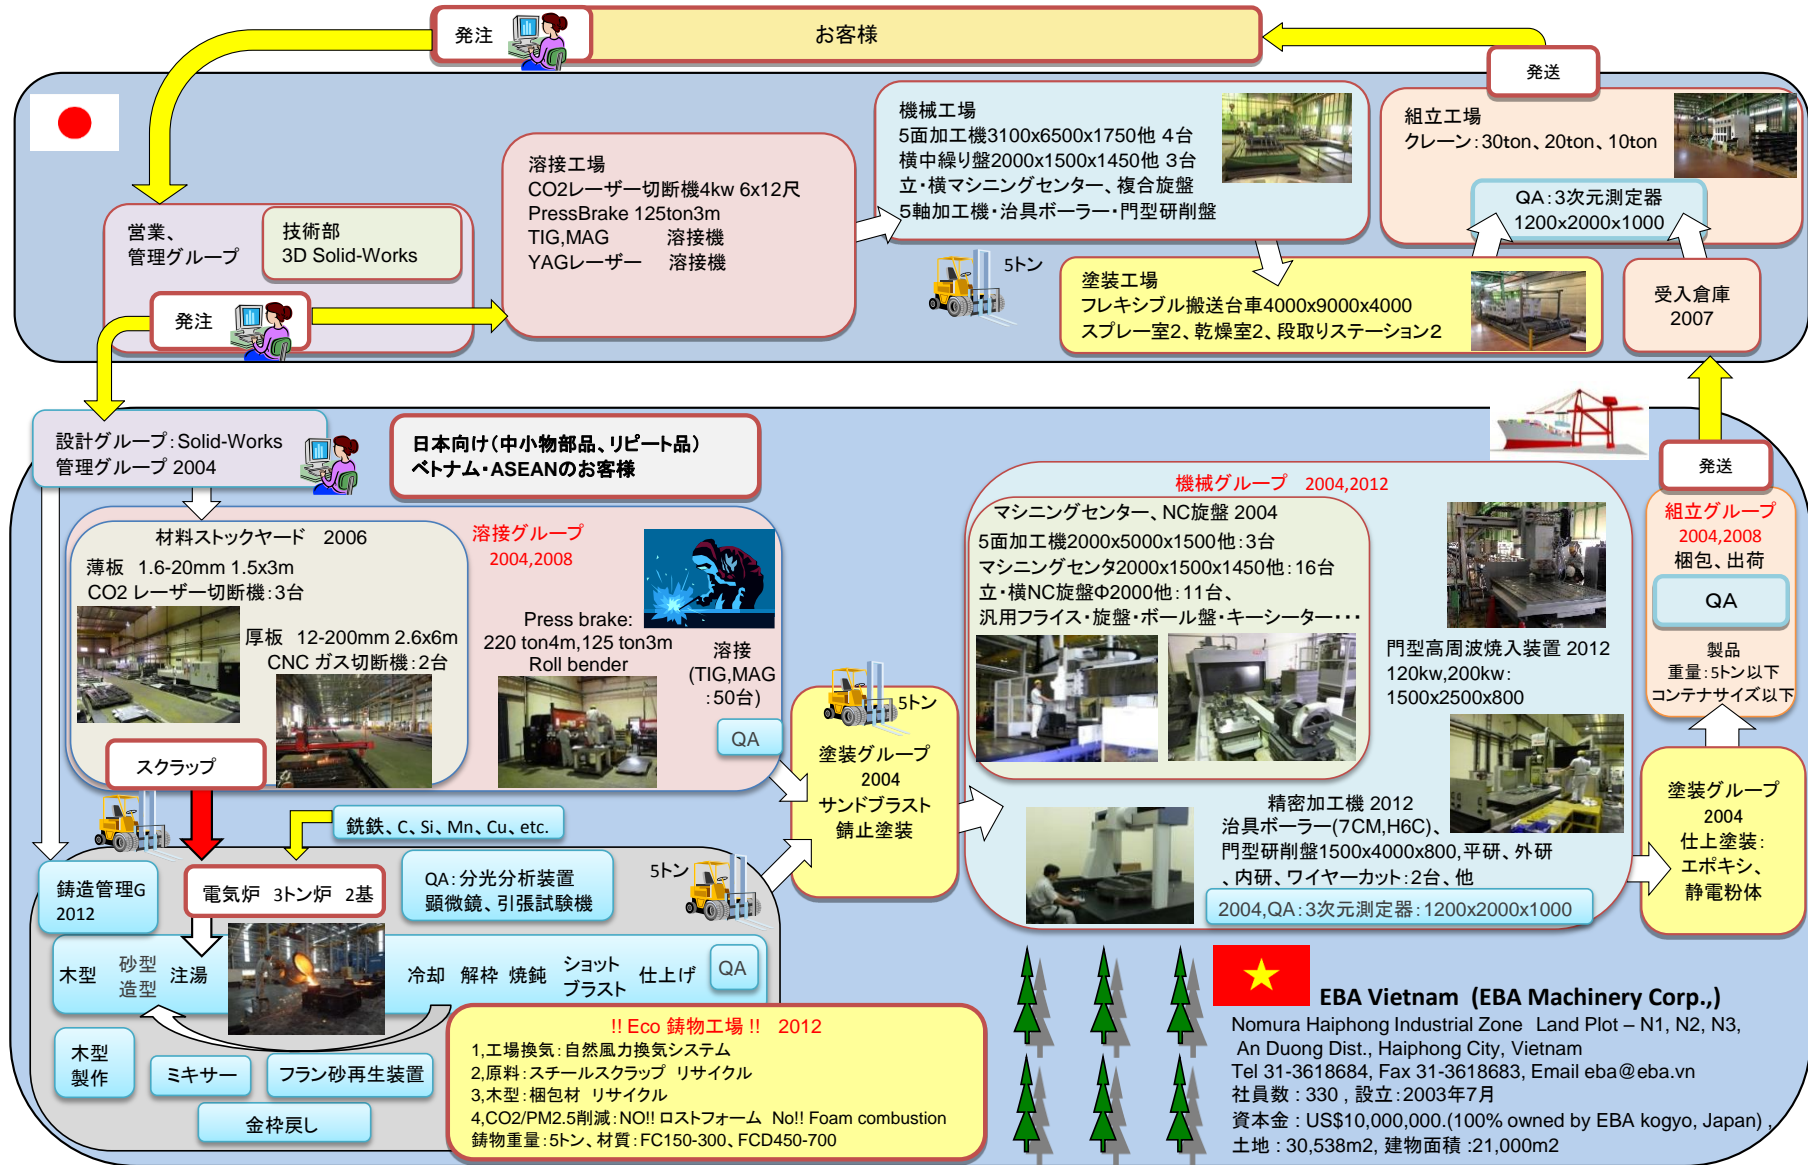 発注
お客様
発送
営業、
管理グループ
技術部
3D Solid-Works
発注
溶接工場
CO2レーザー切断機4kw 6x12尺
PressBrake 125ton3m
TIG,MAG 溶接機
YAGレーザー 溶接機
機械工場
5面加工機3100x6500x1750他 4台
横中繰り盤2000x1500x1450他 3台
立・横マシニングセンター、複合旋盤
5軸加工機・治具ボーラー・門型研削盤
5トン
塗装工場
フレキシブル搬送台車4000x9000x4000
スプレー室2、乾燥室2、段取りステーション2
組立工場
クレーン:30ton、20ton、10ton
QA:3次元測定器
1200x2000x1000
受入倉庫
2007
設計グループ:Solid-Works
管理グループ 2004
日本向け(中小物部品、リピート品)
ベトナム・ASEANのお客様
材料ストックヤード 2006
薄板 1.6-20mm 1.5x3m
CO2 レーザー切断機:3台
厚板 12-200mm 2.6x6m
CNC ガス切断機:2台
スクラップ
溶接グループ
2004,2008
Press brake:
220 ton4m,125 ton3m
Roll bender
溶接
(TIG,MAG
:50台)
QA
5トン
塗装グループ
2004
サンドブラスト
錆止塗装
機械グループ 2004,2012
マシニングセンター、NC旋盤 2004
5面加工機2000x5000x1500他:3台
マシニングセンタ2000x1500x1450他:16台
立・横NC旋盤Φ2000他:11台、
汎用フライス・旋盤・ボール盤・キーシーター・・・
門型高周波焼入装置 2012
120kw,200kw:
1500x2500x800
精密加工機 2012
治具ボーラー(7CM,H6C)、
門型研削盤1500x4000x800,平研、外研
、内研、ワイヤーカット:2台、他
2004,QA:3次元測定器:1200x2000x1000
発送
組立グループ
2004,2008
梱包、出荷
QA
製品
重量:5トン以下
コンテナサイズ以下
塗装グループ
2004
仕上塗装:
エポキシ、
静電粉体
銑鉄、C、Si、Mn、Cu、etc.
鋳造管理G
2012
電気炉 3トン炉 2基
QA:分光分析装置
顕微鏡、引張試験機
5トン
木型
砂型
造型
注湯
冷却
解枠
焼鈍
ショット
ブラスト
仕上げ
QA
木型
製作
ミキサー
フラン砂再生装置
金枠戻し
!! Eco 鋳物工場 !! 2012
1,工場換気:自然風力換気システム
2,原料:スチールスクラップ リサイクル
3,木型:梱包材 リサイクル
4,CO2/PM2.5削減:NO!! ロストフォーム No!! Foam combustion
鋳物重量:5トン、材質:FC150-300、FCD450-700
EBA Vietnam (EBA Machinery Corp.,)
Nomura Haiphong Industrial Zone Land Plot – N1, N2, N3,
An Duong Dist., Haiphong City, Vietnam
Tel 31-3618684, Fax 31-3618683, Email eba@eba.vn
社員数 : 330 , 設立:2003年7月
資本金 : US$10,000,000.(100% owned by EBA kogyo, Japan) ,
土地 : 30,538m2, 建物面積 :21,000m2